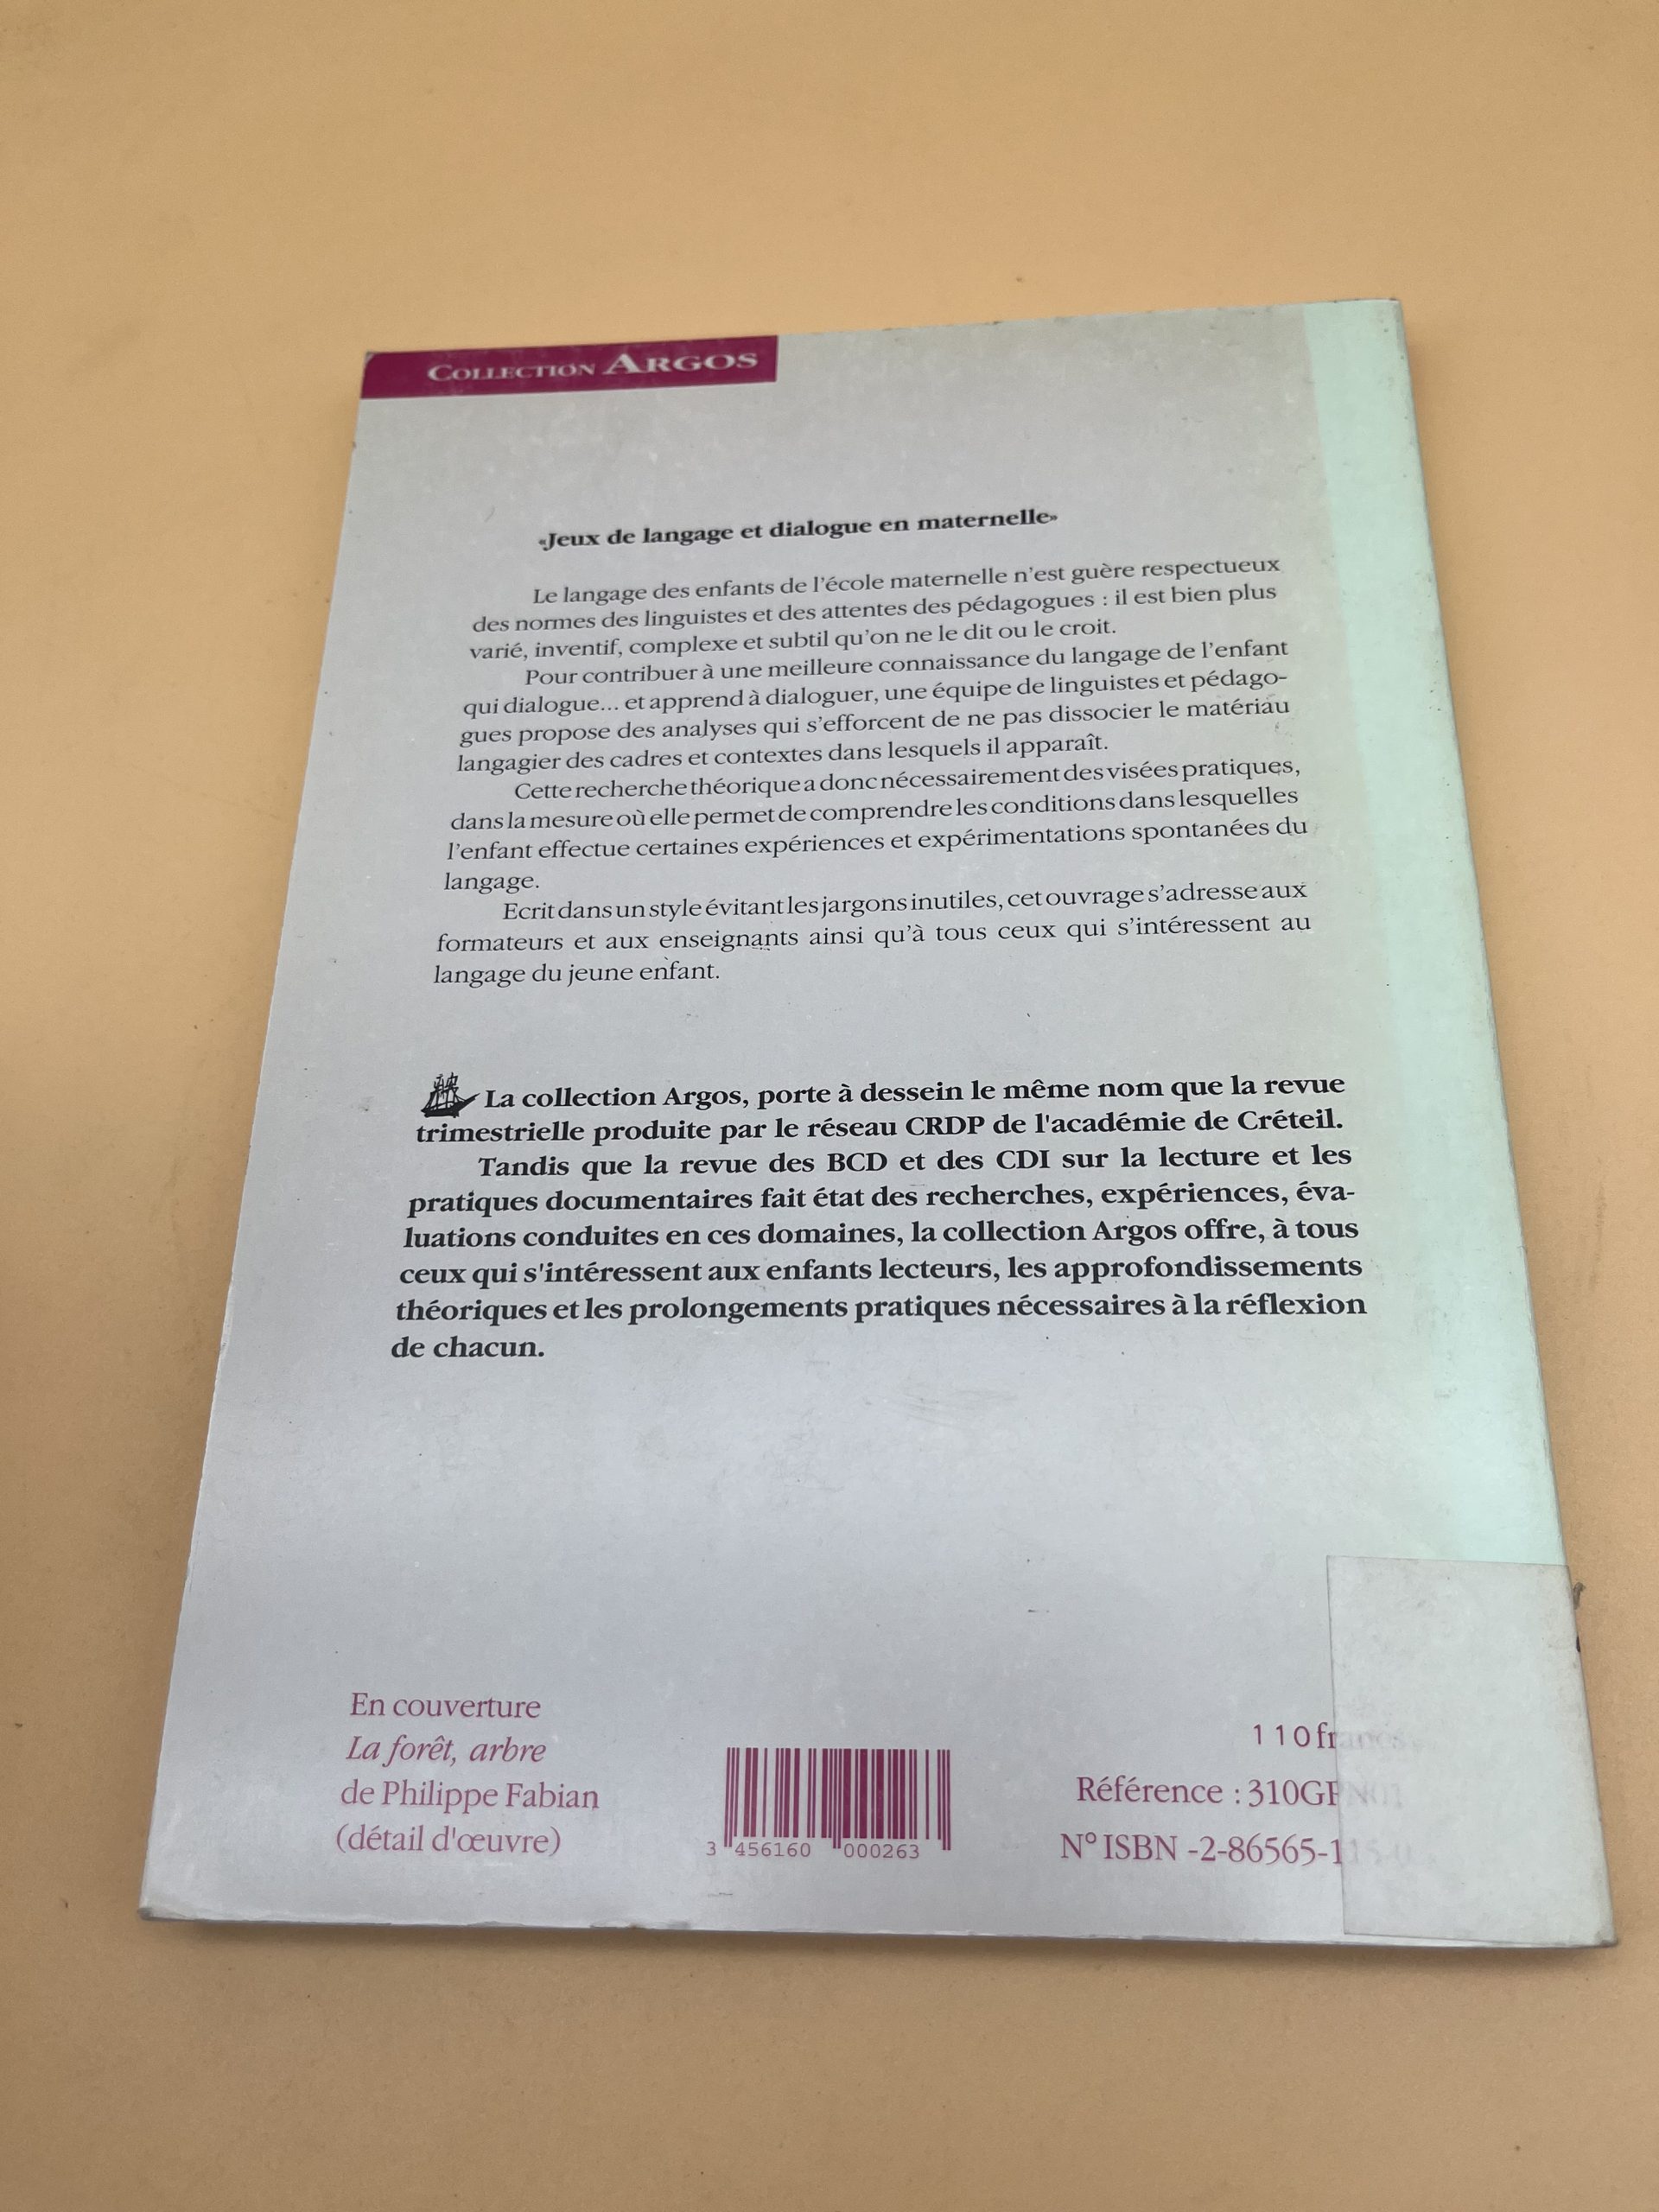 COLLECTION ARGOS
«Jeux de langage et dialogue en maternelle»
Le langage des enfants de l'école maternelle n'est guère respectueux
des normes des linguistes et des attentes des pédagogues : il est bien plus
varié, inventif, complexe et subtil qu'on ne le dit ou le croit.
Pour contribuer à une meilleure connaissance du langage de l'enfant
qui dialogue... et apprend à dialoguer, une équipe de linguistes et pédago-
gues propose des analyses qui s'efforcent de ne pas dissocier le matériau
langagier des cadres et contextes dans lesquels il apparaît.
Cette recherche théorique a donc nécessairement des visées pratiques,
dans la mesure où elle permet de comprendre les conditions dans lesquelles
l'enfant effectue certaines expériences et expérimentations spontanées du
langage.
Ecrit dans un style évitant les jargons inutiles, cet ouvrage s'adresse aux
formateurs et aux enseignants ainsi qu'à tous ceux qui s'intéressent au
langage du jeune enfant.
La collection Argos, porte à dessein le même nom que la revue
trimestrielle produite par le réseau CRDP de l'académie de Créteil.
Tandis que la revue des BCD et des CDI sur la lecture et les
pratiques documentaires fait état des recherches, expériences, éva-
luations conduites en ces domaines, la collection Argos offre, à tous
ceux qui s'intéressent aux enfants lecteurs, les approfondissements
théoriques et les prolongements pratiques nécessaires à la réflexion
de chacun.
En couverture
La forêt, arbre
de Philippe Fabian
(détail d'œuvre)
3 456160 000263
110 francs
Référence :
N° ISBN